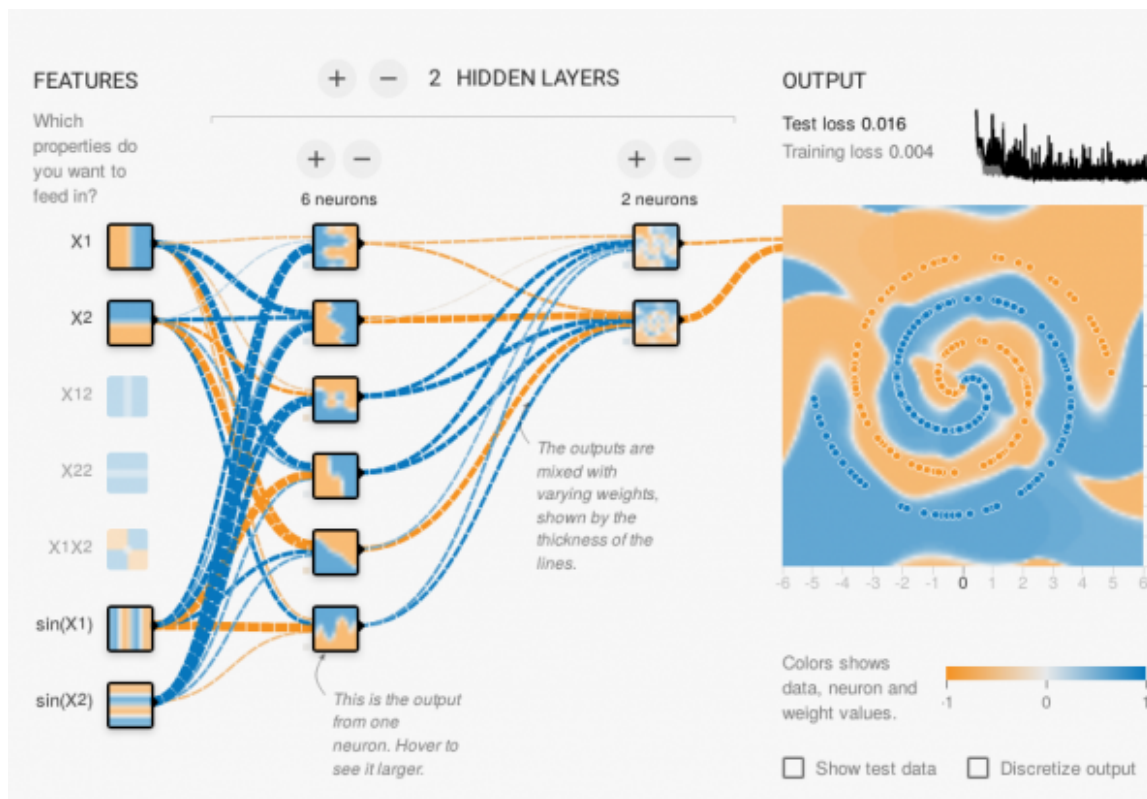 FEATURES
Which
properties do
you want to
feed in?
+ − 2 HIDDEN LAYERS
+ −
6 neurons
+ −
2 neurons
OUTPUT
Test loss 0.016
Training loss 0.004
X1
X2
X12
X22
X1X2
sin(X1)
sin(X2)
The outputs are
mixed with
varying weights,
shown by the
thickness of the
lines.
This is the output
from one
neuron. Hover to
see it larger.
-6 -5 -4 -3 -2 -1 0 1 2 3 4 5 6
Colors shows
data, neuron and
weight values.
-1 0 1
Show test data
Discretize output